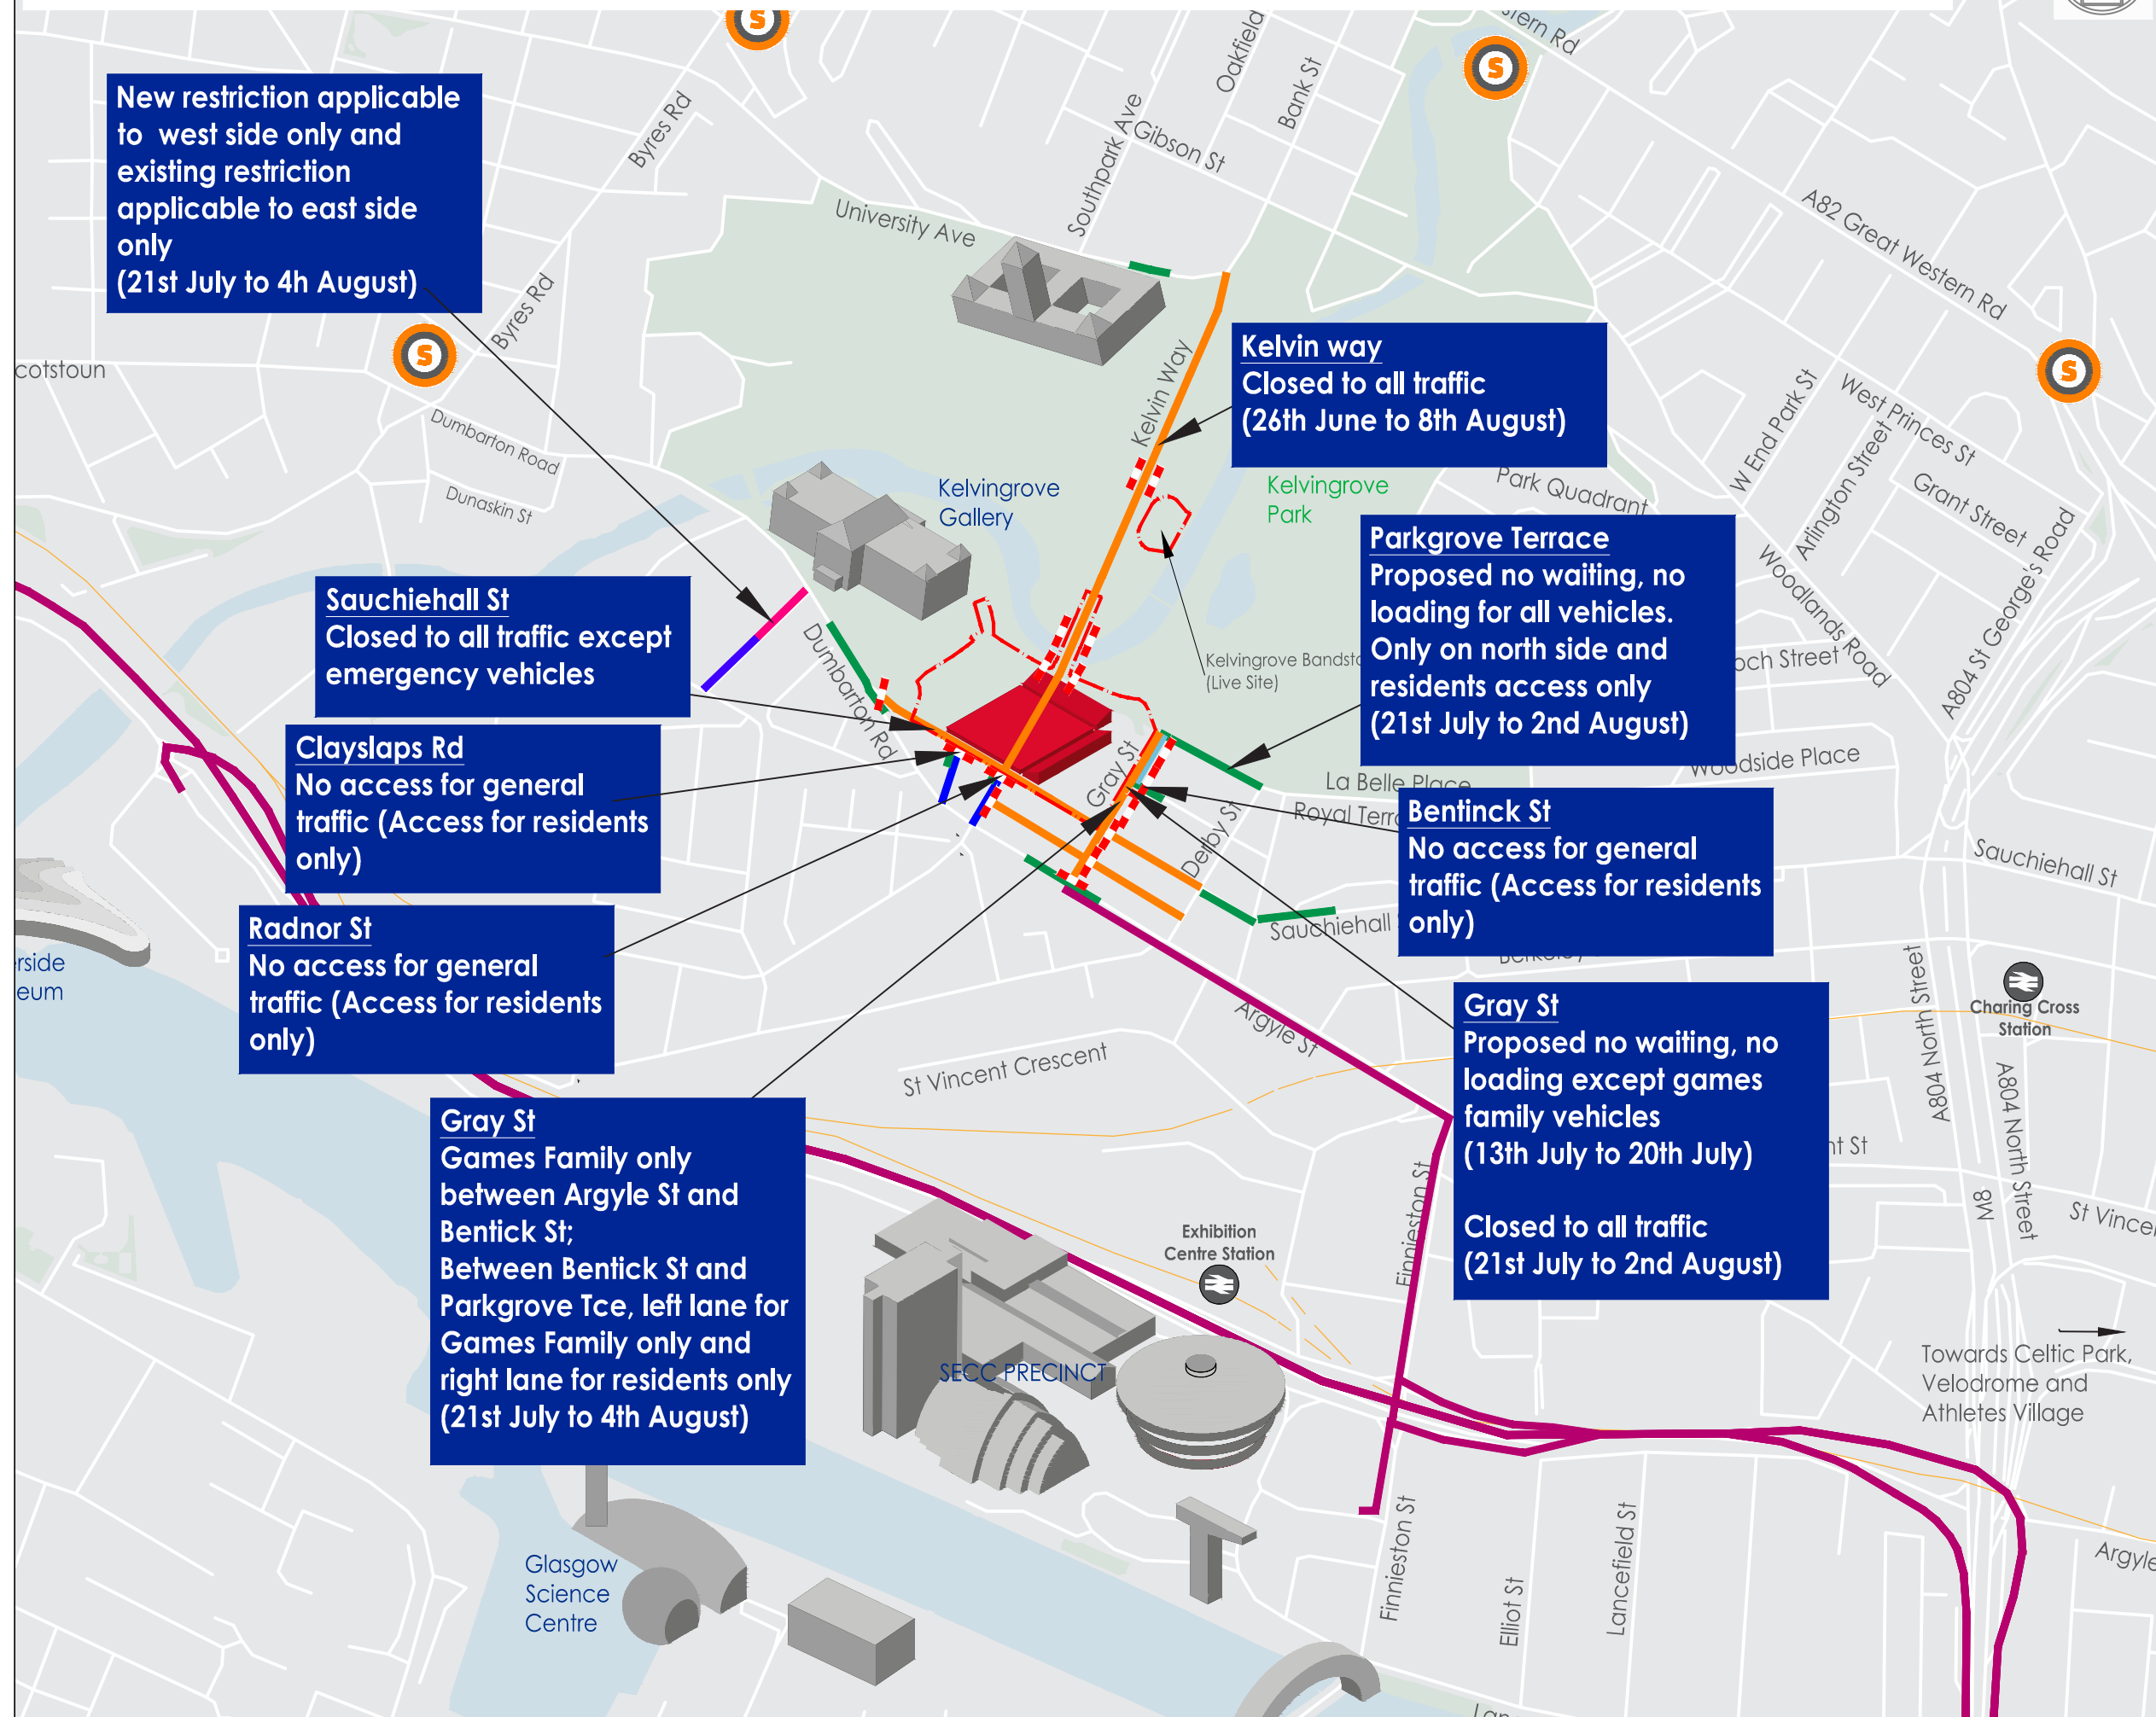 New restriction applicable
to west side only and
existing restriction
applicable to east side
only
(21st July to 4h August)
Kelvin way
Closed to all traffic
(26th June to 8th August)
Parkgrove Terrace
Proposed no waiting, no
loading for all vehicles.
Only on north side and
residents access only
(21st July to 2nd August)
Sauchiehall St
Closed to all traffic except
emergency vehicles
Clayslaps Rd
No access for general
traffic (Access for residents
only)
Radnor St
No access for general
traffic (Access for residents
only)
Bentinck St
No access for general
traffic (Access for residents
only)
Gray St
Proposed no waiting, no
loading except games
family vehicles
(13th July to 20th July)
Closed to all traffic
(21st July to 2nd August)
Gray St
Games Family only
between Argyle St and
Bentick St;
Between Bentick St and
Parkgrove Tce, left lane for
Games Family only and
right lane for residents only
(21st July to 4th August)
S
S
S
S
Byres Rd
Byres Rd
Oakfield
Bank St
Southpark Ave
Gibson St
University Ave
stern Rd
A82 Great Western Rd
cotstoun
Dumbarton Road
Dunaskin St
Kelvin Way
Kelvingrove
Gallery
Kelvingrove
Park
Park Quadrant
W End Park St
West Princes St
Arlington Street
Grant Street
Woodlands Road
A804 St George's Road
och Street
Woodside Place
Kelvingrove Bandst
(Live Site)
Dumbarton Rd
Gray St
Derby St
La Belle Place
Royal Terr
Sauchiehall
Sauchiehall St
Argyle St
St Vincent Crescent
A804 North Street
A804 North Street
M8
Charing Cross
Station
nt St
St Vince
Finnieston St
Exhibition
Centre Station
SECC PRECINCT
rside
eum
Glasgow
Science
Centre
Towards Celtic Park,
Velodrome and
Athletes Village
Finnieston St
Elliot St
Lancefield St
Argyle